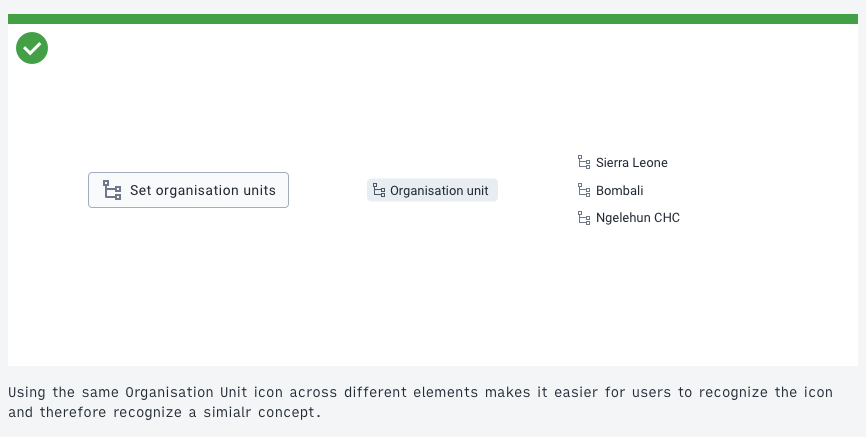 Set organisation units
Organisation unit
Sierra Leone
Bombali
Ngelehun CHC
Using the same Organisation Unit icon across different elements makes it easier for users to recognize the icon
and therefore recognize a simialr concept.